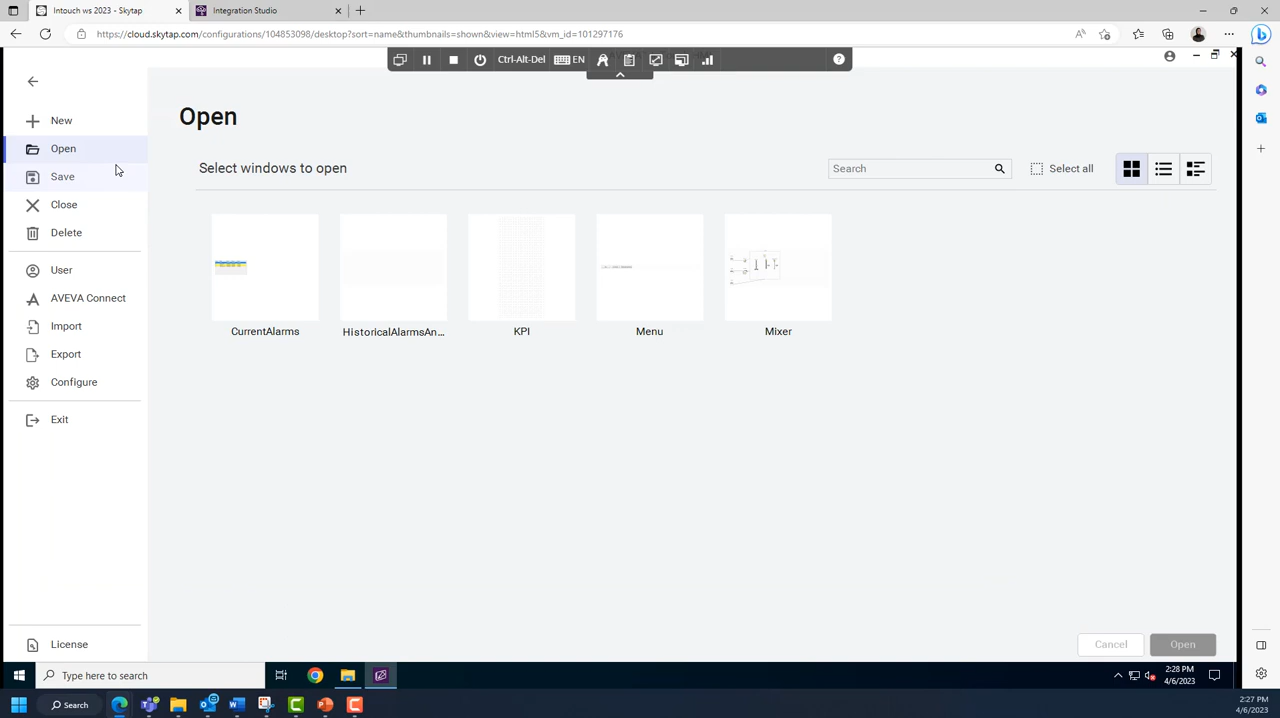 Intouch ws 2023 - Skytap
Integration Studio
https://cloud.skytap.com/configurations/104853098/desktop?sort=name&thumbnails=shown&view=html5&vm_id=101297176
Ctrl-Alt-Del
EN
New
Open
Save
Close
Delete
User
AVEVA Connect
Import
Export
Configure
Exit
License
Open
Select windows to open
Search
Select all
CurrentAlarms
HistoricalAlarmsAn...
KPI
Menu
Mixer
Cancel
Open
Type here to search
2:28 PM
4/6/2023
Search
2:27 PM
4/6/2023